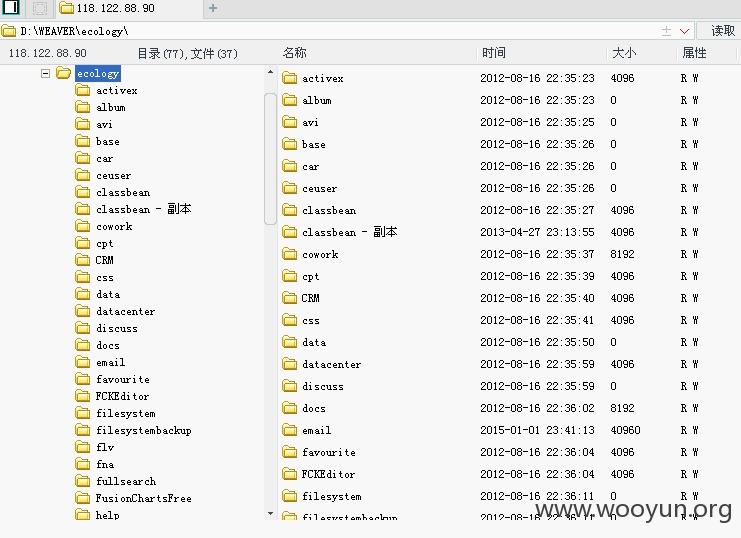 118.122.88.90
D:\WEAVER\ecology\
读取
118.122.88.90 目录(77),文件(37) 名称 时间 大小 属性
ecology
activex
album
avi
base
car
ceuser
classbean
classbean - 副本
cowork
cpt
CRM
css
data
datacenter
discuss
docs
email
favourite
FCKEditor
filesystem
filesystembackup
flv
fna
fullsearch
FusionChartsFree
help
activex 2012-08-16 22:35:23 4096 R W
album 2012-08-16 22:35:23 0 R W
avi 2012-08-16 22:35:25 0 R W
base 2012-08-16 22:35:26 0 R W
car 2012-08-16 22:35:26 0 R W
ceuser 2012-08-16 22:35:26 0 R W
classbean 2012-08-16 22:35:27 4096 R W
classbean - 副本 2013-04-27 23:13:55 4096 R W
cowork 2012-08-16 22:35:37 8192 R W
cpt 2012-08-16 22:35:39 4096 R W
CRM 2012-08-16 22:35:40 4096 R W
css 2012-08-16 22:35:41 4096 R W
data 2012-08-16 22:35:50 0 R W
datacenter 2012-08-16 22:35:59 4096 R W
discuss 2012-08-16 22:35:59 0 R W
docs 2012-08-16 22:36:02 8192 R W
email 2015-01-01 23:41:13 40960 R W
favourite 2012-08-16 22:36:04 4096 R W
FCKEditor 2012-08-16 22:36:04 4096 R W
filesystem 2012-08-16 22:36:11 0 R W
filesystembackup 2012-08-16 22:36:11 0 R W
www.wooyun.org